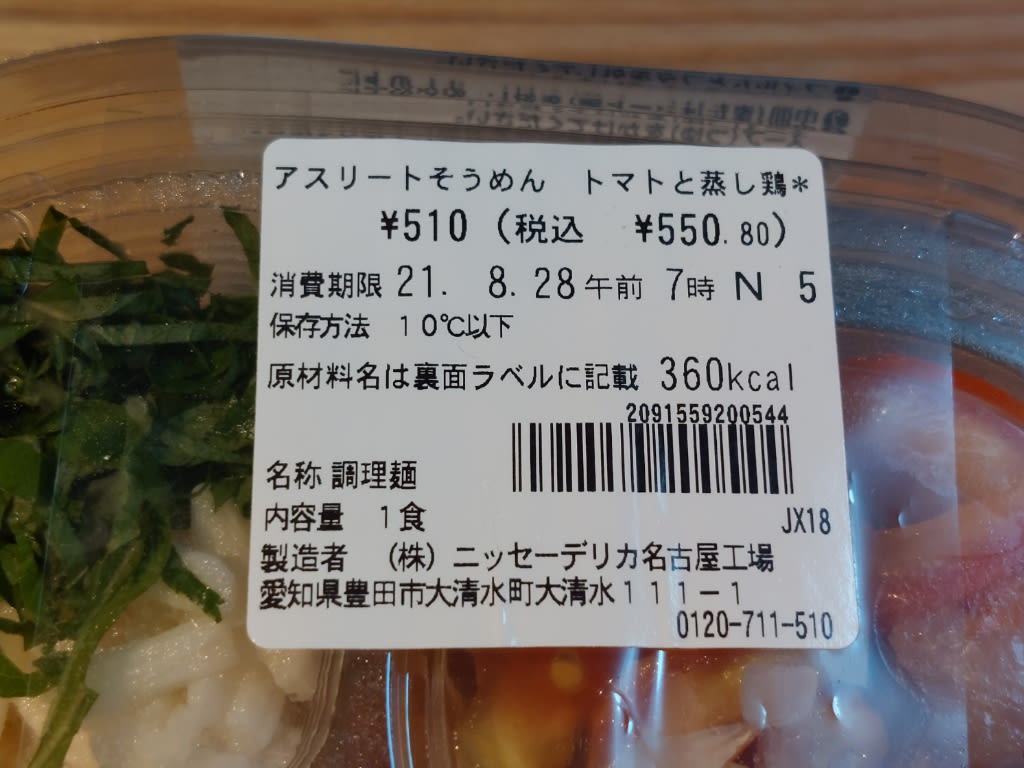 アスリートそうめん　トマトと蒸し鶏*
¥510（税込　¥550.80）
消費期限 21. 8. 28午前 7時 N 5
保存方法　10℃以下
原材料名は裏面ラベルに記載 360kcal
2091559200544
名称 調理麺
内容量　1食
JX18
製造者　（株）ニッセーデリカ名古屋工場
愛知県豊田市大清水町大清水111−1
0120-711-510